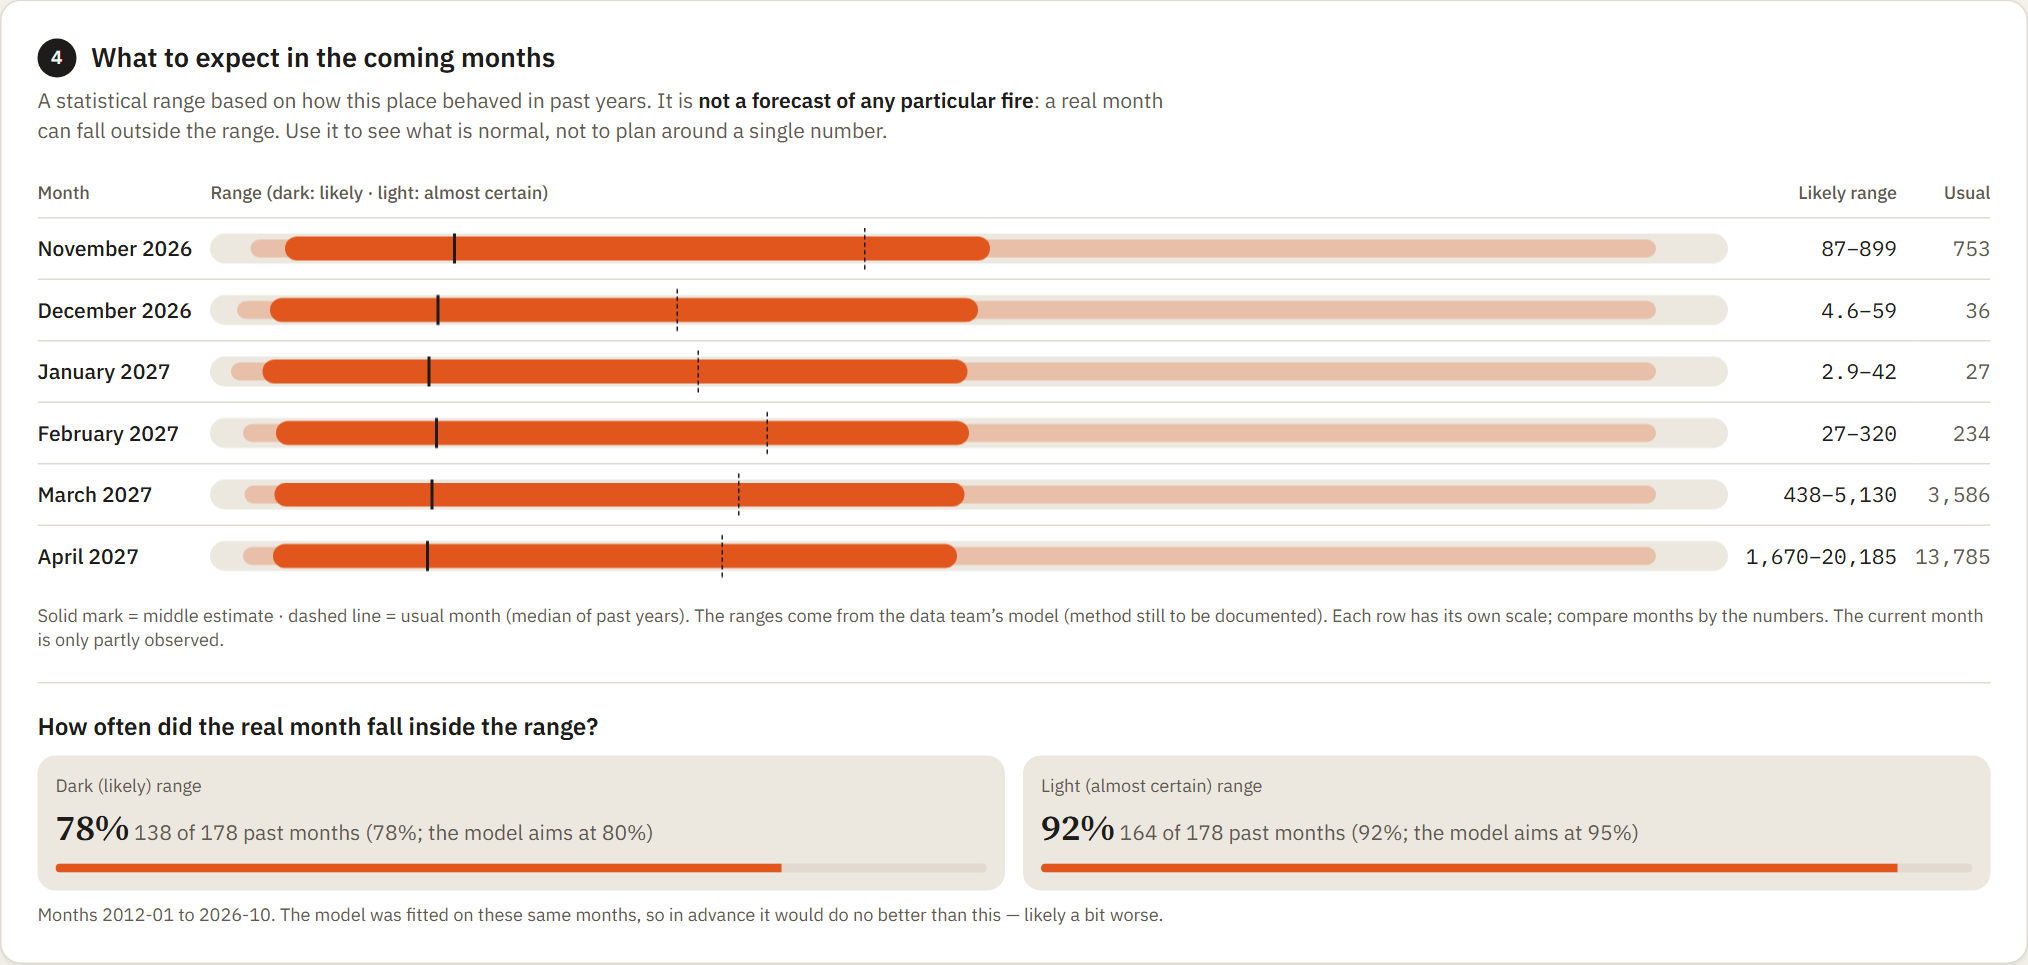 4 What to expect in the coming months
A statistical range based on how this place behaved in past years. It is not a forecast of any particular fire: a real month
can fall outside the range. Use it to see what is normal, not to plan around a single number.
Month Range (dark: likely · light: almost certain) Likely range Usual
November 2026 87–899 753
December 2026 4.6–59 36
January 2027 2.9–42 27
February 2027 27–320 234
March 2027 438–5,130 3,586
April 2027 1,670–20,185 13,785
Solid mark = middle estimate · dashed line = usual month (median of past years). The ranges come from the data team’s model (method still to be documented). Each row has its own scale; compare months by the numbers. The current month
is only partly observed.
How often did the real month fall inside the range?
Dark (likely) range
78% 138 of 178 past months (78%; the model aims at 80%)
Light (almost certain) range
92% 164 of 178 past months (92%; the model aims at 95%)
Months 2012-01 to 2026-10. The model was fitted on these same months, so in advance it would do no better than this — likely a bit worse.